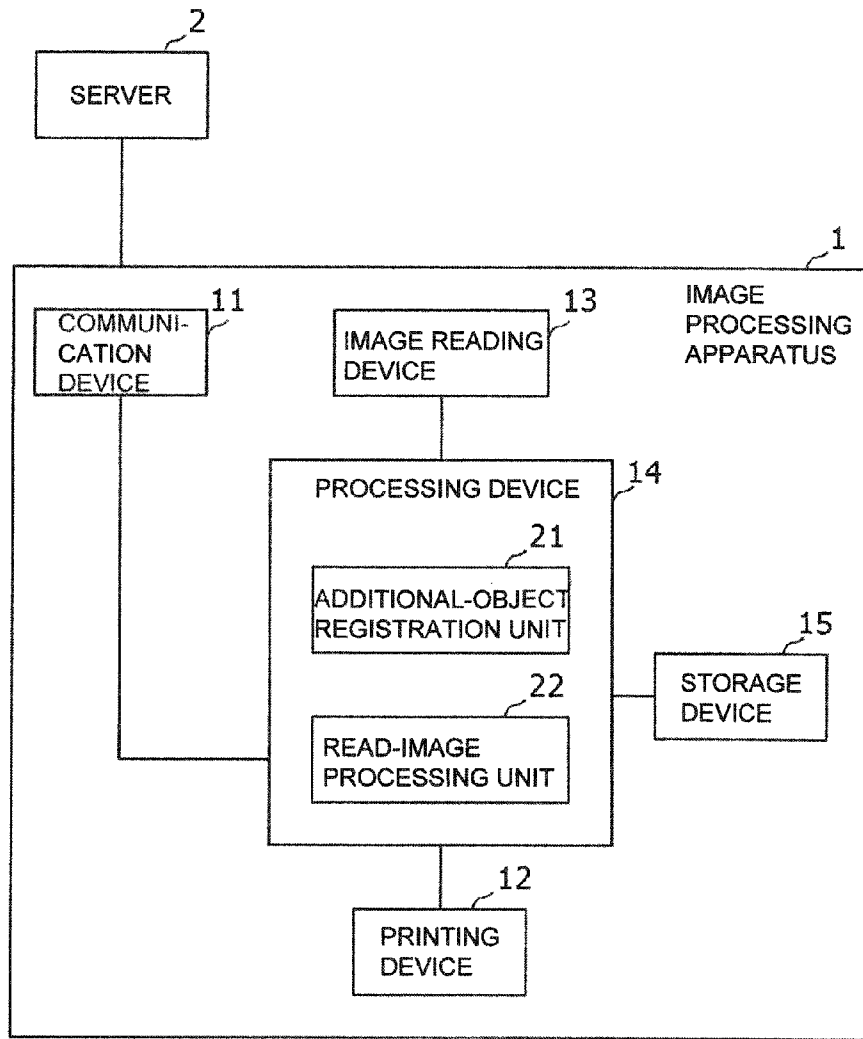 2
SERVER
1
IMAGE
PROCESSING
APPARATUS
11
COMMUNI-
CATION
DEVICE
13
IMAGE READING
DEVICE
14
PROCESSING DEVICE
21
ADDITIONAL-OBJECT
REGISTRATION UNIT
22
READ-IMAGE
PROCESSING UNIT
15
STORAGE
DEVICE
12
PRINTING
DEVICE